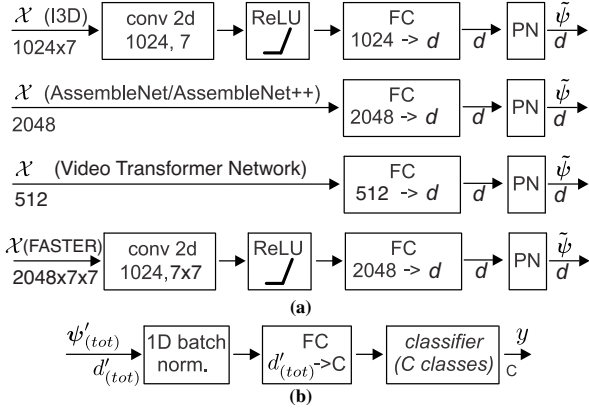 𝒳 (I3D) conv 2d ReLU FC PN ψ̃
1024x7 1024, 7 1024 -> d d d
𝒳 (AssembleNet/AssembleNet++) FC PN ψ̃
2048 2048 -> d d d
𝒳 (Video Transformer Network) FC PN ψ̃
512 512 -> d d d
𝒳(FASTER) conv 2d ReLU FC PN ψ̃
2048x7x7 1024,7x7 2048 -> d d d
(a)
ψ′(tot) 1D batch FC classifier y
d′(tot) norm. d′(tot)->C (C classes) C
(b)